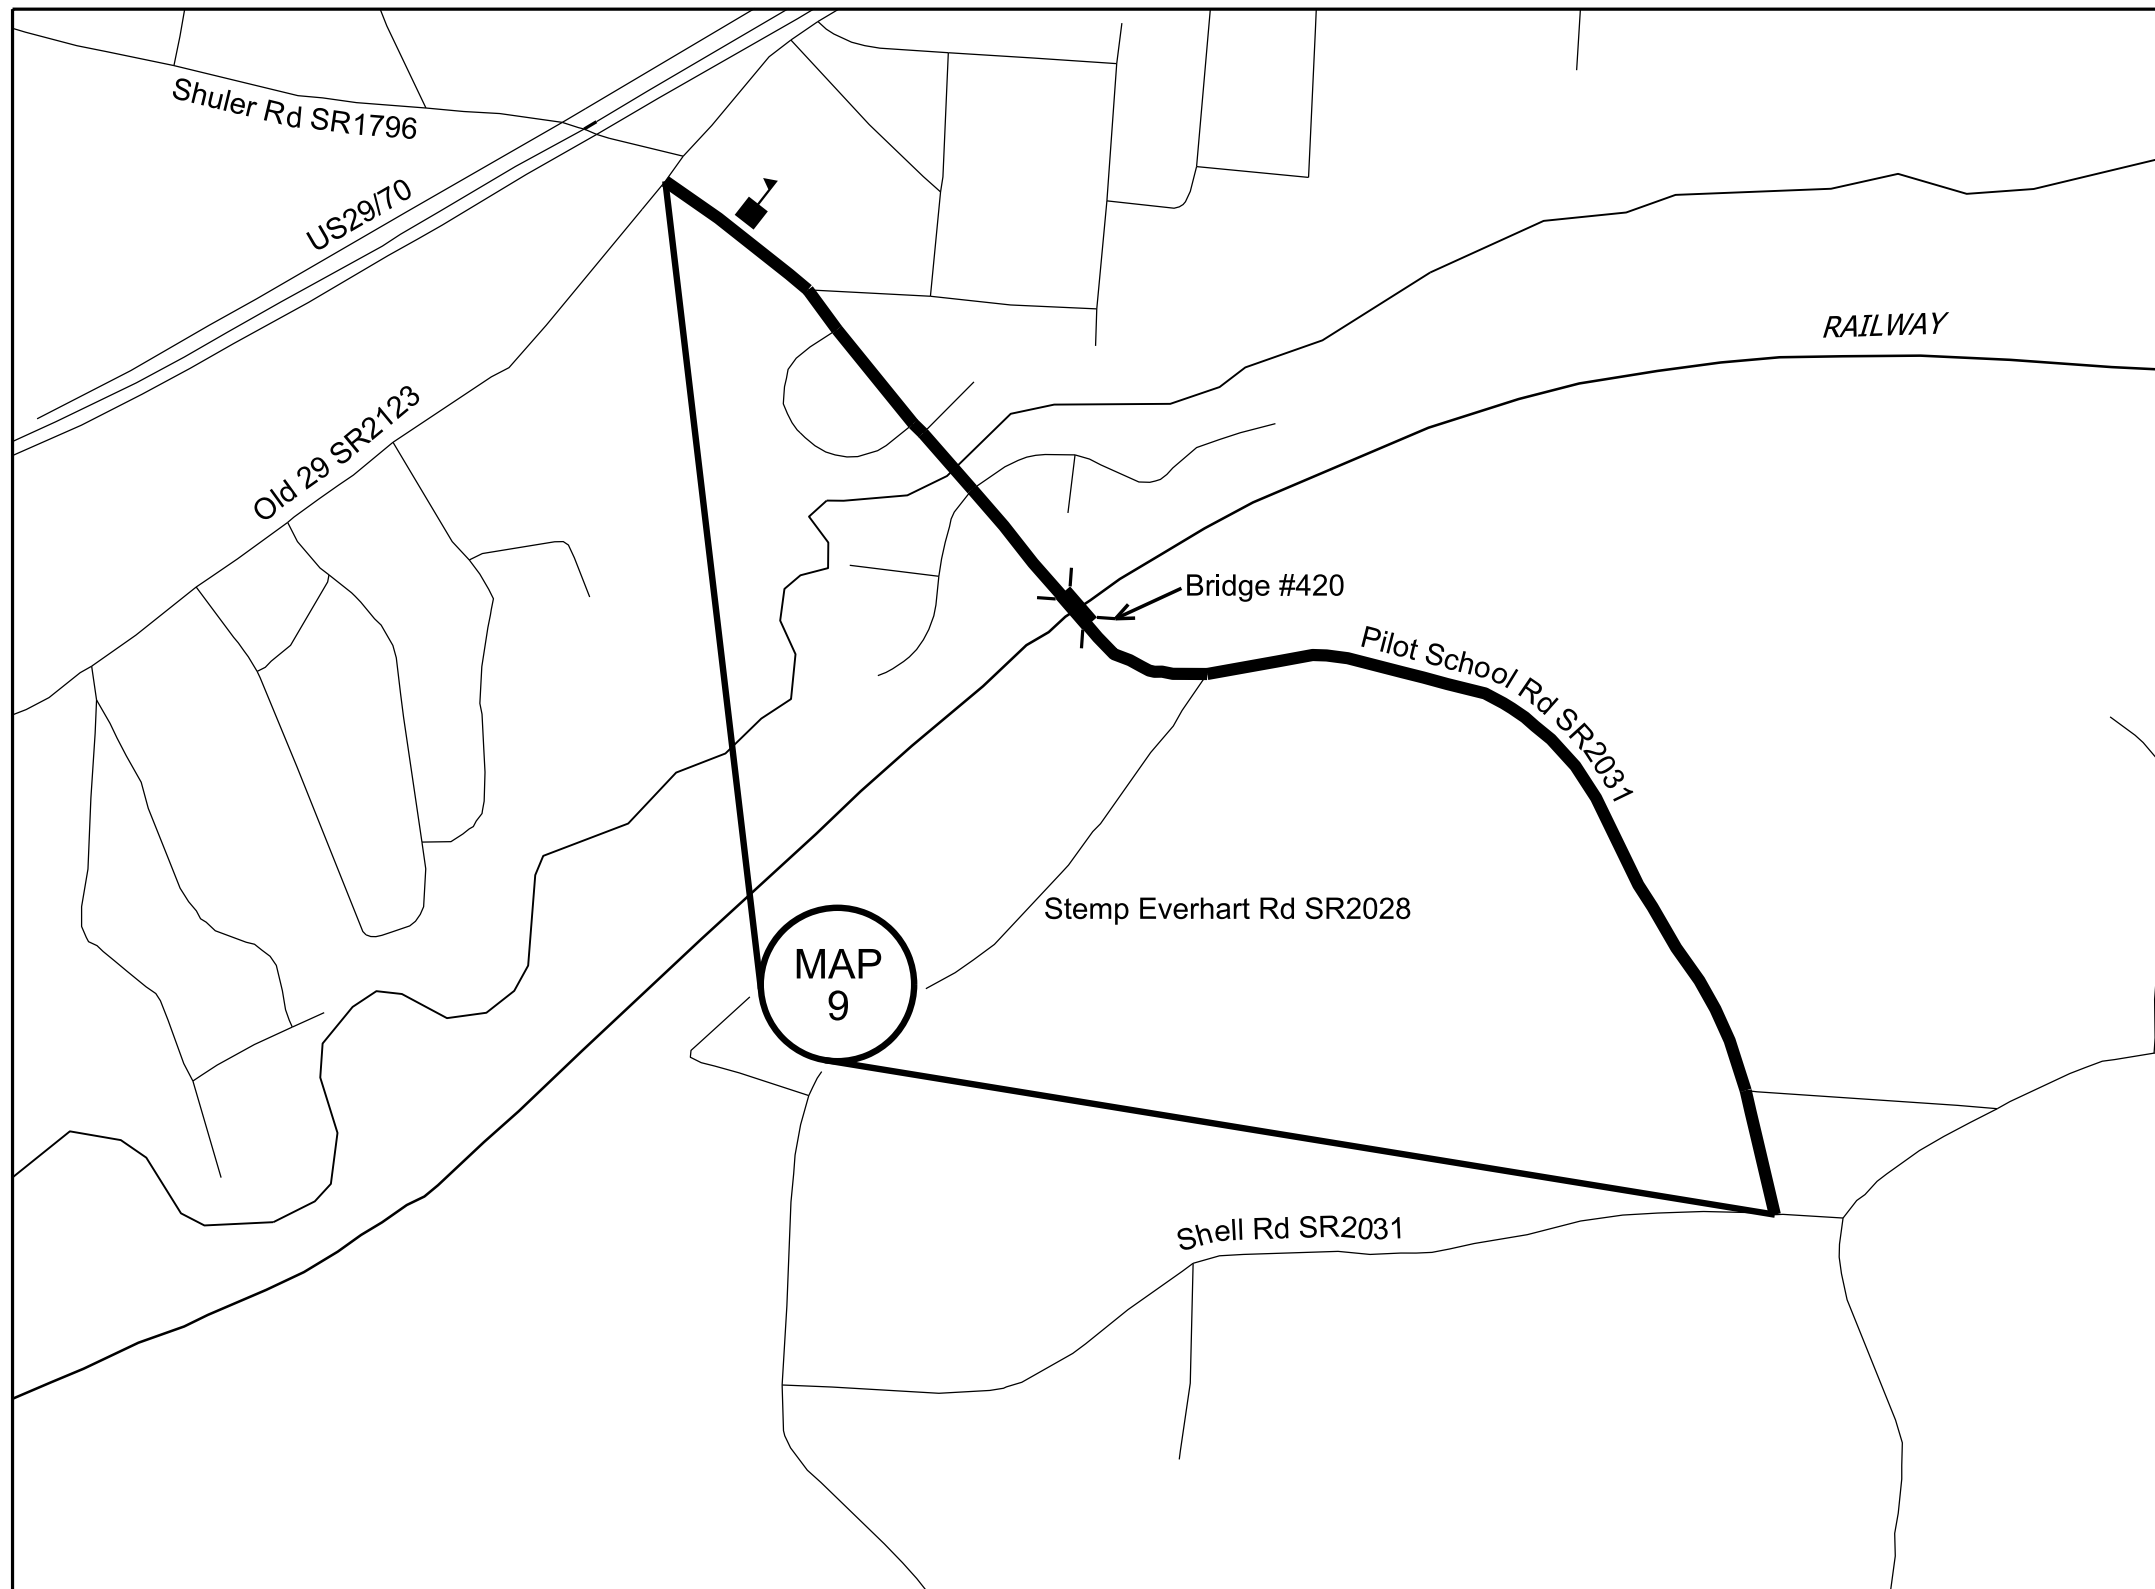 Shuler Rd SR1796
US29/70
RAILWAY
Old 29 SR2123
Bridge #420
Pilot School Rd SR2031
Stemp Everhart Rd SR2028
MAP
9
Shell Rd SR2031